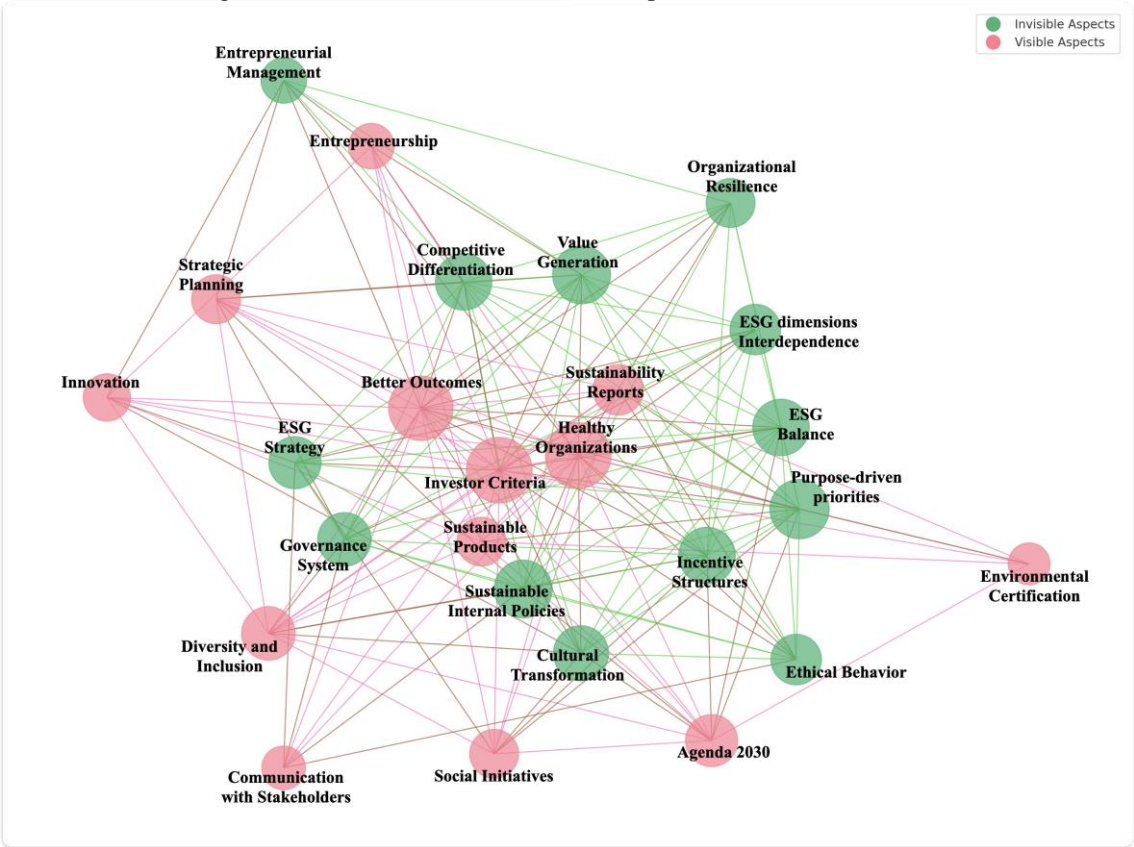 Invisible Aspects
Visible Aspects
Entrepreneurial
Management
Entrepreneurship
Organizational
Resilience
Competitive
Differentiation
Value
Generation
Strategic
Planning
ESG dimensions
Interdependence
Innovation
Better Outcomes
Sustainability
Reports
ESG
Strategy
Healthy
Organizations
ESG
Balance
Investor Criteria
Purpose-driven
priorities
Governance
System
Sustainable
Products
Incentive
Structures
Environmental
Certification
Sustainable
Internal Policies
Diversity and
Inclusion
Cultural
Transformation
Ethical Behavior
Agenda 2030
Social Initiatives
Communication
with Stakeholders